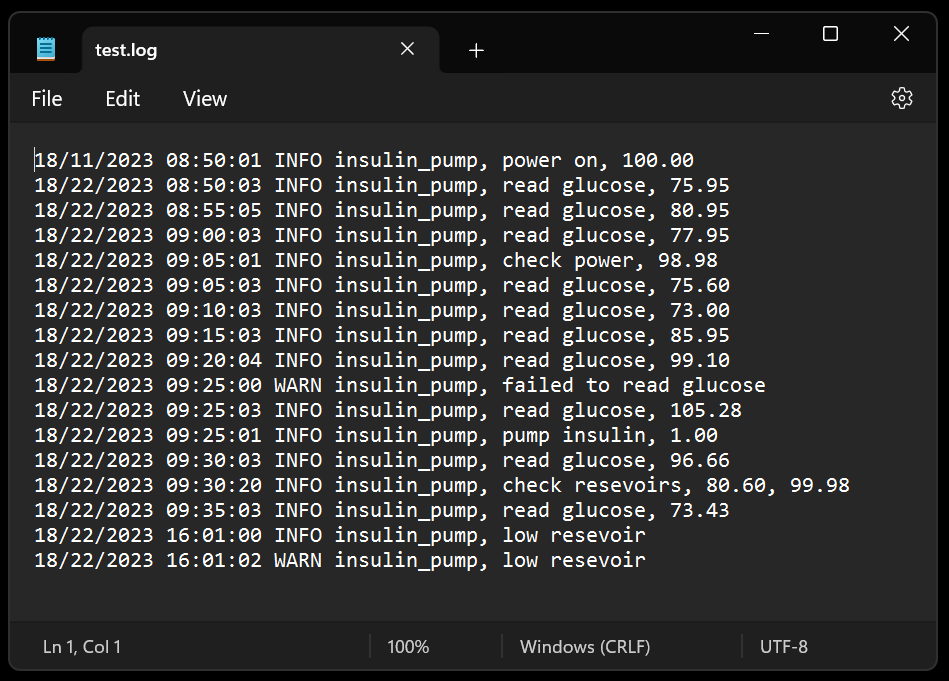 test.log
File Edit View
18/11/2023 08:50:01 INFO insulin_pump, power on, 100.00
18/22/2023 08:50:03 INFO insulin_pump, read glucose, 75.95
18/22/2023 08:55:05 INFO insulin_pump, read glucose, 80.95
18/22/2023 09:00:03 INFO insulin_pump, read glucose, 77.95
18/22/2023 09:05:01 INFO insulin_pump, check power, 98.98
18/22/2023 09:05:03 INFO insulin_pump, read glucose, 75.60
18/22/2023 09:10:03 INFO insulin_pump, read glucose, 73.00
18/22/2023 09:15:03 INFO insulin_pump, read glucose, 85.95
18/22/2023 09:20:04 INFO insulin_pump, read glucose, 99.10
18/22/2023 09:25:00 WARN insulin_pump, failed to read glucose
18/22/2023 09:25:03 INFO insulin_pump, read glucose, 105.28
18/22/2023 09:25:01 INFO insulin_pump, pump insulin, 1.00
18/22/2023 09:30:03 INFO insulin_pump, read glucose, 96.66
18/22/2023 09:30:20 INFO insulin_pump, check resevoirs, 80.60, 99.98
18/22/2023 09:35:03 INFO insulin_pump, read glucose, 73.43
18/22/2023 16:01:00 INFO insulin_pump, low resevoir
18/22/2023 16:01:02 WARN insulin_pump, low resevoir
Ln 1, Col 1 100% Windows (CRLF) UTF-8